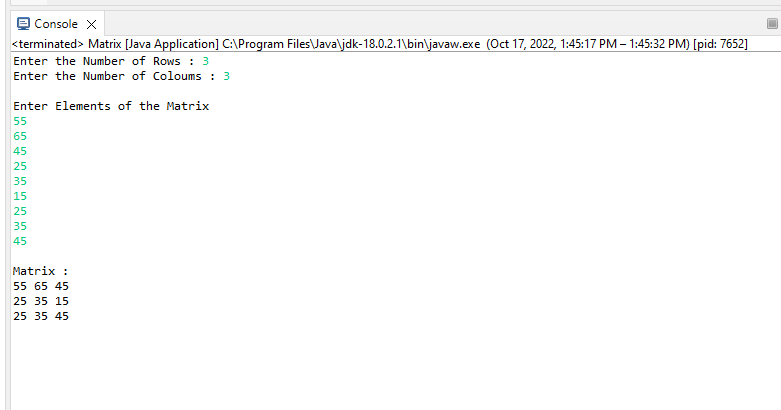 Console
<terminated> Matrix [Java Application] C:\Program Files\Java\jdk-18.0.2.1\bin\javaw.exe (Oct 17, 2022, 1:45:17 PM – 1:45:32 PM) [pid: 7652]
Enter the Number of Rows : 3
Enter the Number of Coloums : 3
Enter Elements of the Matrix
55
65
45
25
35
15
25
35
45
Matrix :
55 65 45
25 35 15
25 35 45